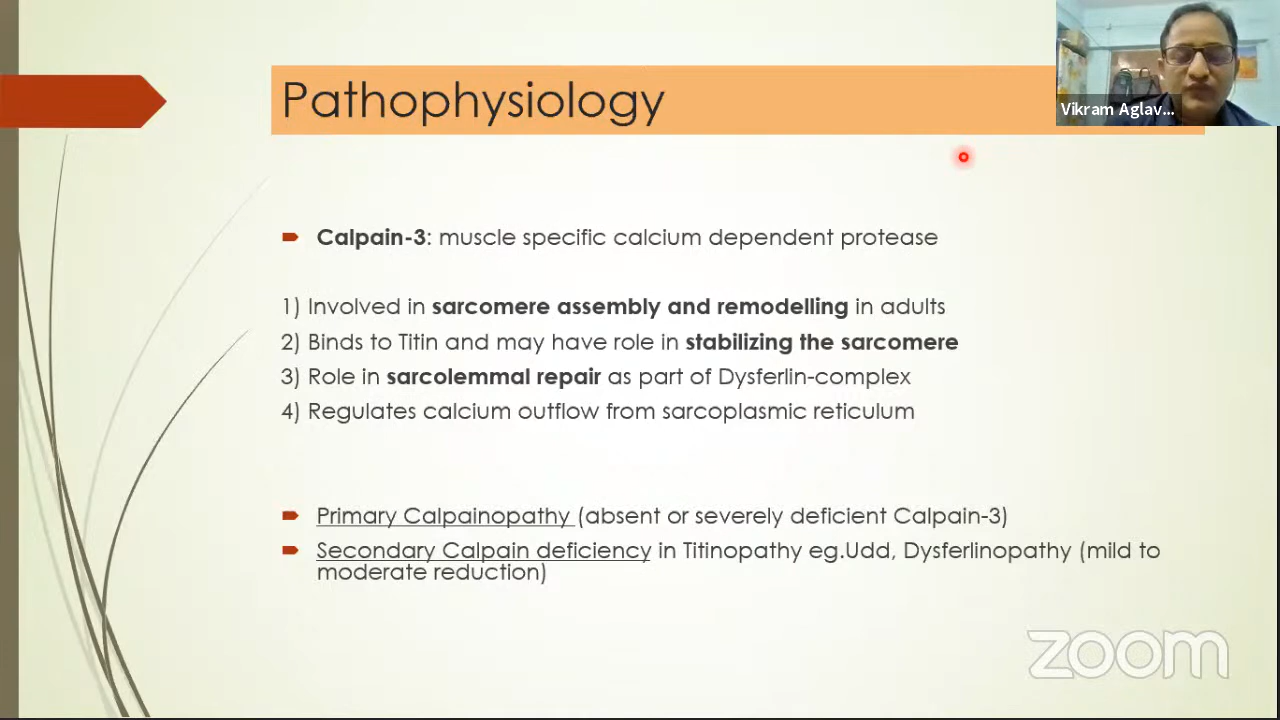 Pathophysiology
Vikram Aglav...
Calpain-3: muscle specific calcium dependent protease
1) Involved in sarcomere assembly and remodelling in adults
2) Binds to Titin and may have role in stabilizing the sarcomere
3) Role in sarcolemmal repair as part of Dysferlin-complex
4) Regulates calcium outflow from sarcoplasmic reticulum
Primary Calpainopathy (absent or severely deficient Calpain-3)
Secondary Calpain deficiency in Titinopathy eg.Udd, Dysferlinopathy (mild to
moderate reduction)
zoom